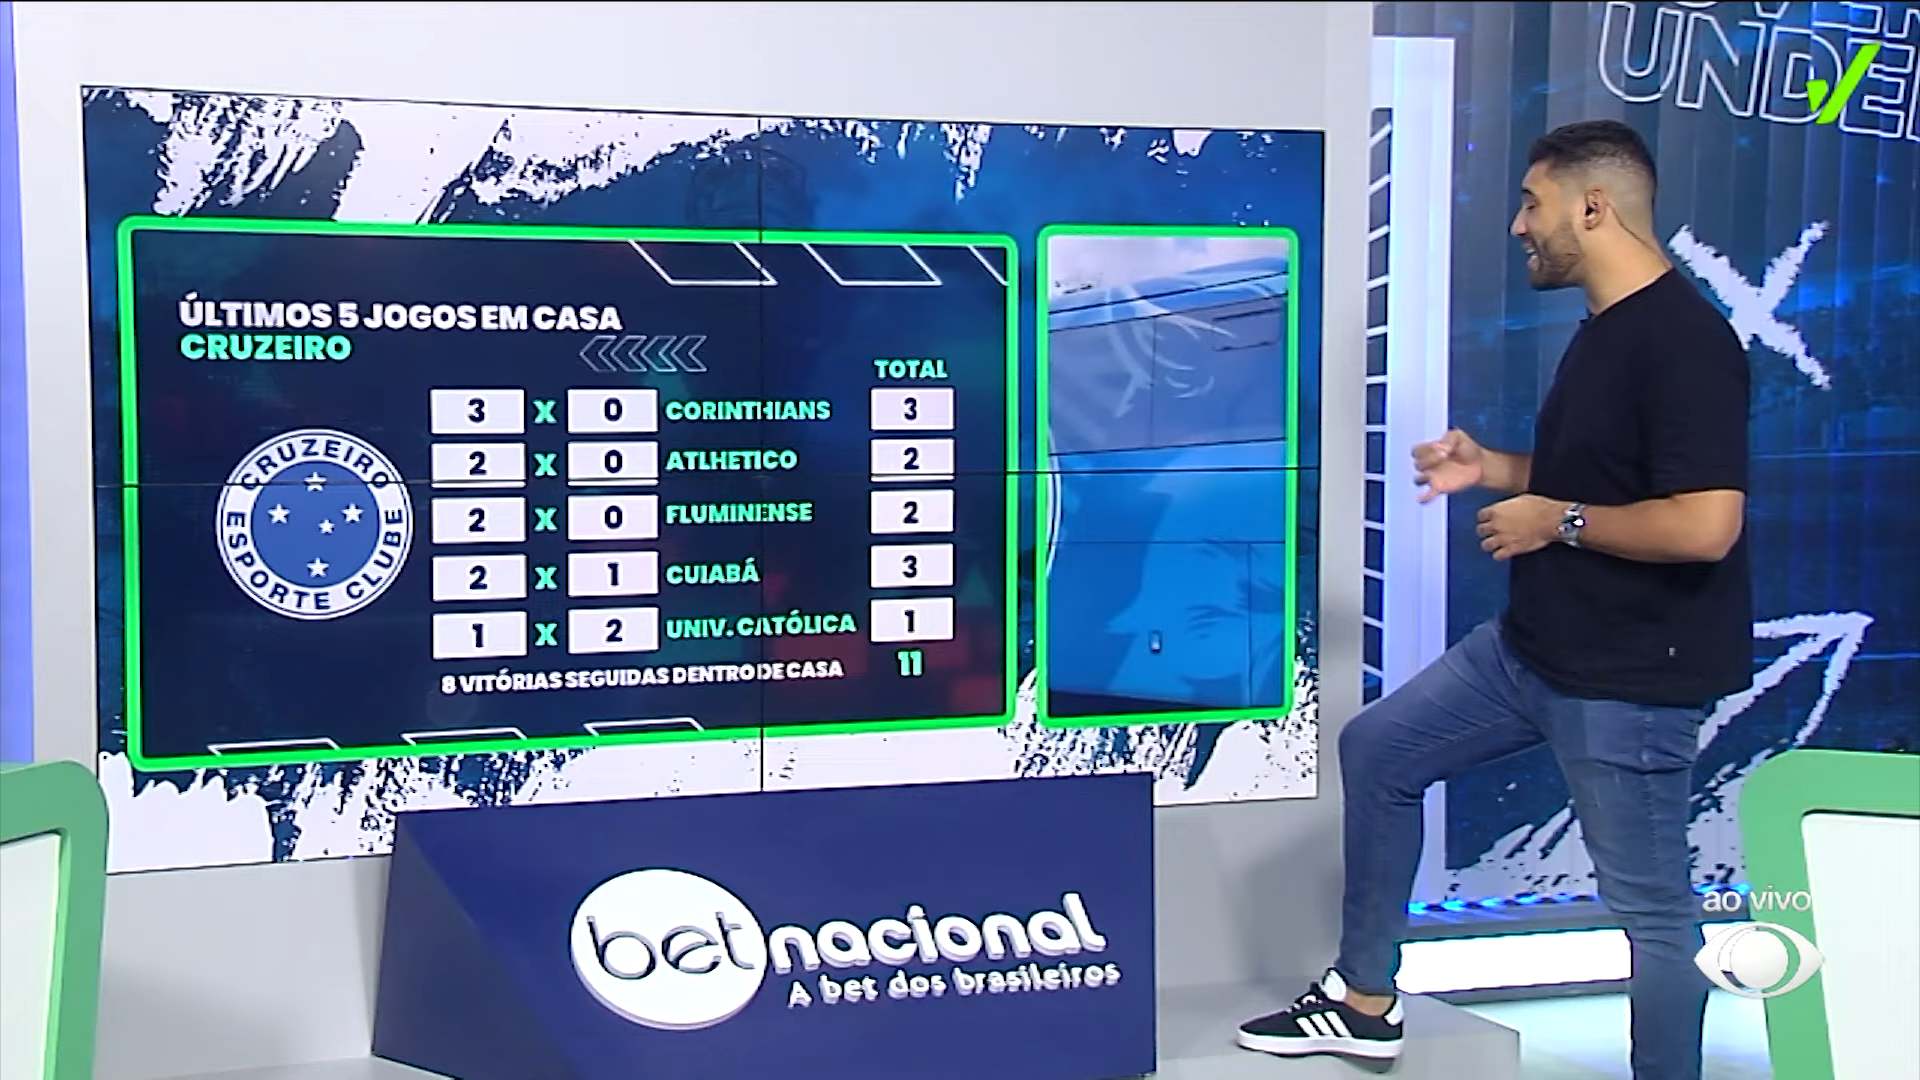 UNDE
ÚLTIMOS 5 JOGOS EM CASA
CRUZEIRO
TOTAL
3 X 0 CORINTHIANS 3
2 X 0 ATLHETICO 2
2 X 0 FLUMINENSE 2
2 X 1 CUIABÁ 3
1 X 2 UNIV. CATÓLICA 1
8 VITÓRIAS SEGUIDAS DENTRO DE CASA 11
CRUZEIRO
ESPORTE CLUBE
betnacional
A bet dos brasileiros
ao vivo